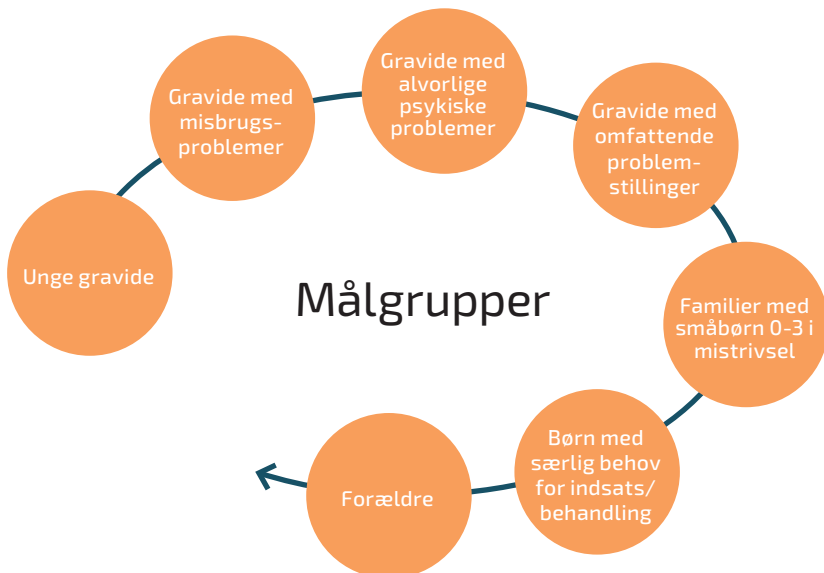 Unge gravide
Gravide med
misbrugs-
problemer
Gravide med
alvorlige
psykiske
problemer
Gravide med
omfattende
problem-
stillinger
Målgrupper
Familier med
småbørn 0-3 i
mistrivsel
Børn med
særlig behov
for indsats/
behandling
Forældre